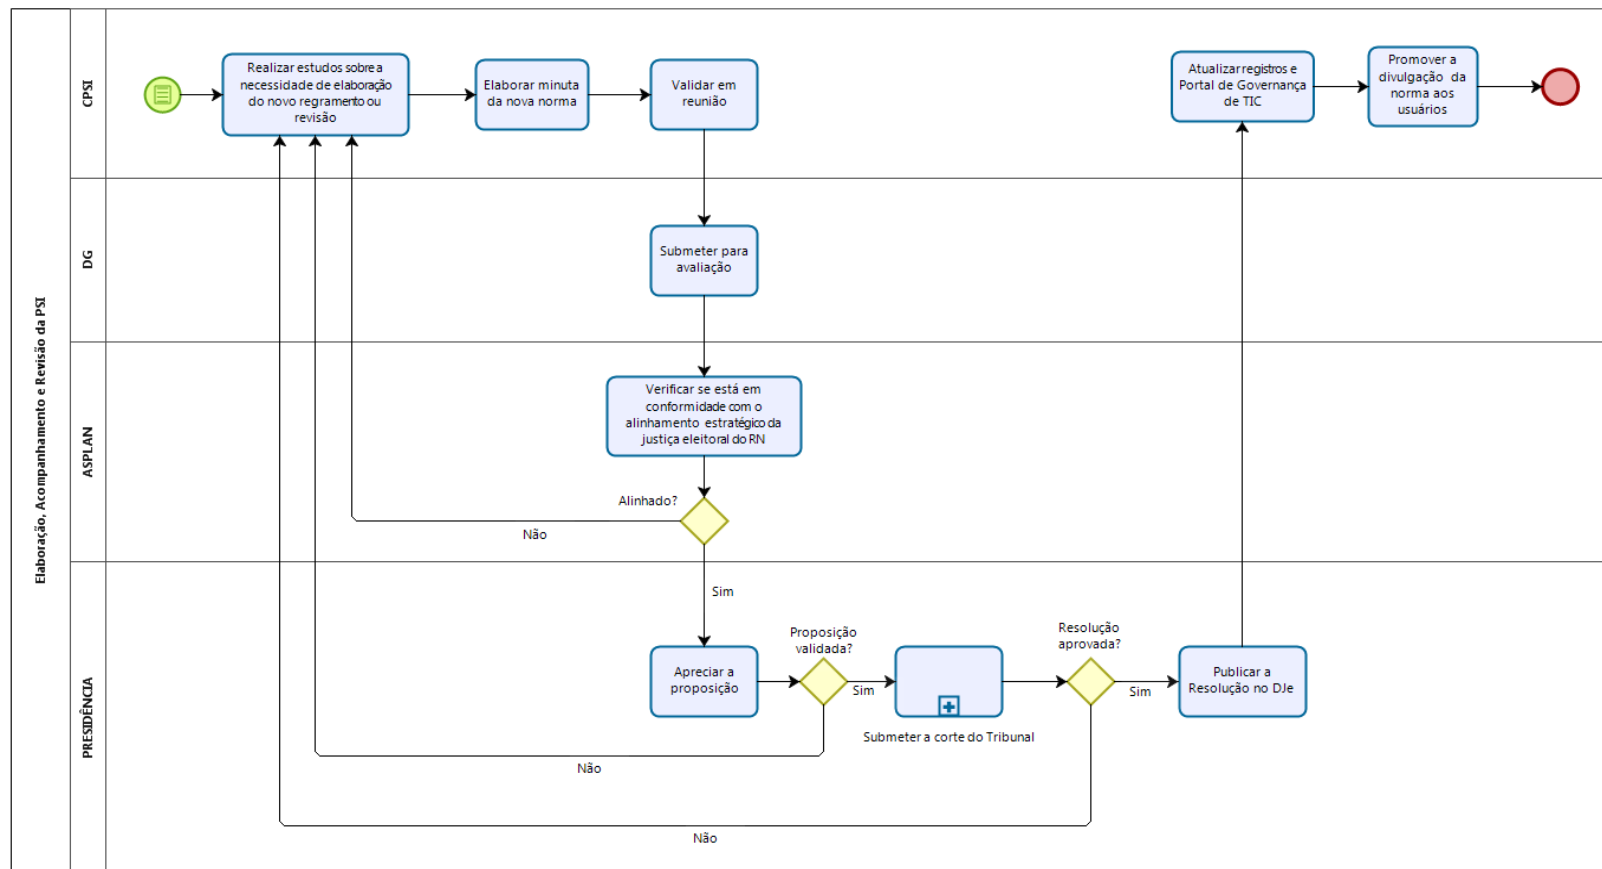 Elaboração, Acompanhamento e Revisão da PSI
CPSI
Realizar estudos sobre a
necessidade de elaboração
do novo regramento ou
revisão
Elaborar minuta
da nova norma
Validar em
reunião
Atualizar registros e
Portal de Governança
de TIC
Promover a
divulgação da
norma aos
usuários
DG
Submeter para
avaliação
ASPLAN
Verificar se está em
conformidade com o
alinhamento estratégico da
justiça eleitoral do RN
Alinhado?
Não
Sim
PRESIDÊNCIA
Apreciar a
proposição
Proposição
validada?
Sim
Não
Submeter a corte do Tribunal
Resolução
aprovada?
Sim
Não
Publicar a
Resolução no DJe